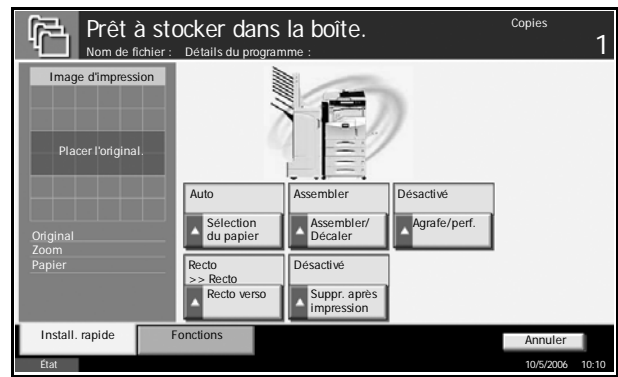 Prêt à stocker dans la boîte.
Copies
1
Nom de fichier : Détails du programme :
Image d'impression
Placer l'original.
Original
Zoom
Papier
Auto
Sélection
du papier
Assembler
Assembler/
Décaler
Désactivé
Agrafe/perf.
Recto
>> Recto
Recto verso
Désactivé
Suppr. après
impression
Install. rapide
Fonctions
Annuler
État
10/5/2006 10:10